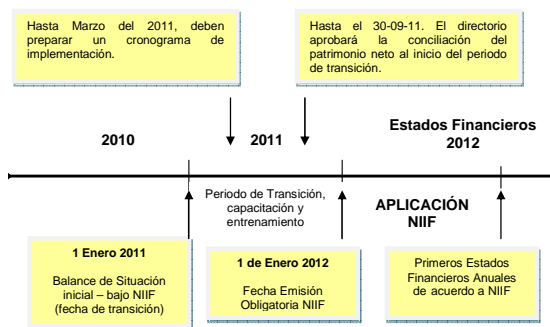 Hasta Marzo del 2011, deben
preparar un cronograma de
implementación.
Hasta el 30-09-11. El directorio
aprobará la conciliación del
patrimonio neto al inicio del periodo
de transición.
2010
2011
Estados Financieros
2012
Periodo de Transición,
capacitación y
entrenamiento
APLICACIÓN
NIIF
1 Enero 2011
Balance de Situación
inicial – bajo NIIF
(fecha de transición)
1 de Enero 2012
Fecha Emisión
Obligatoria NIIF
Primeros Estados
Financieros Anuales
de acuerdo a NIIF